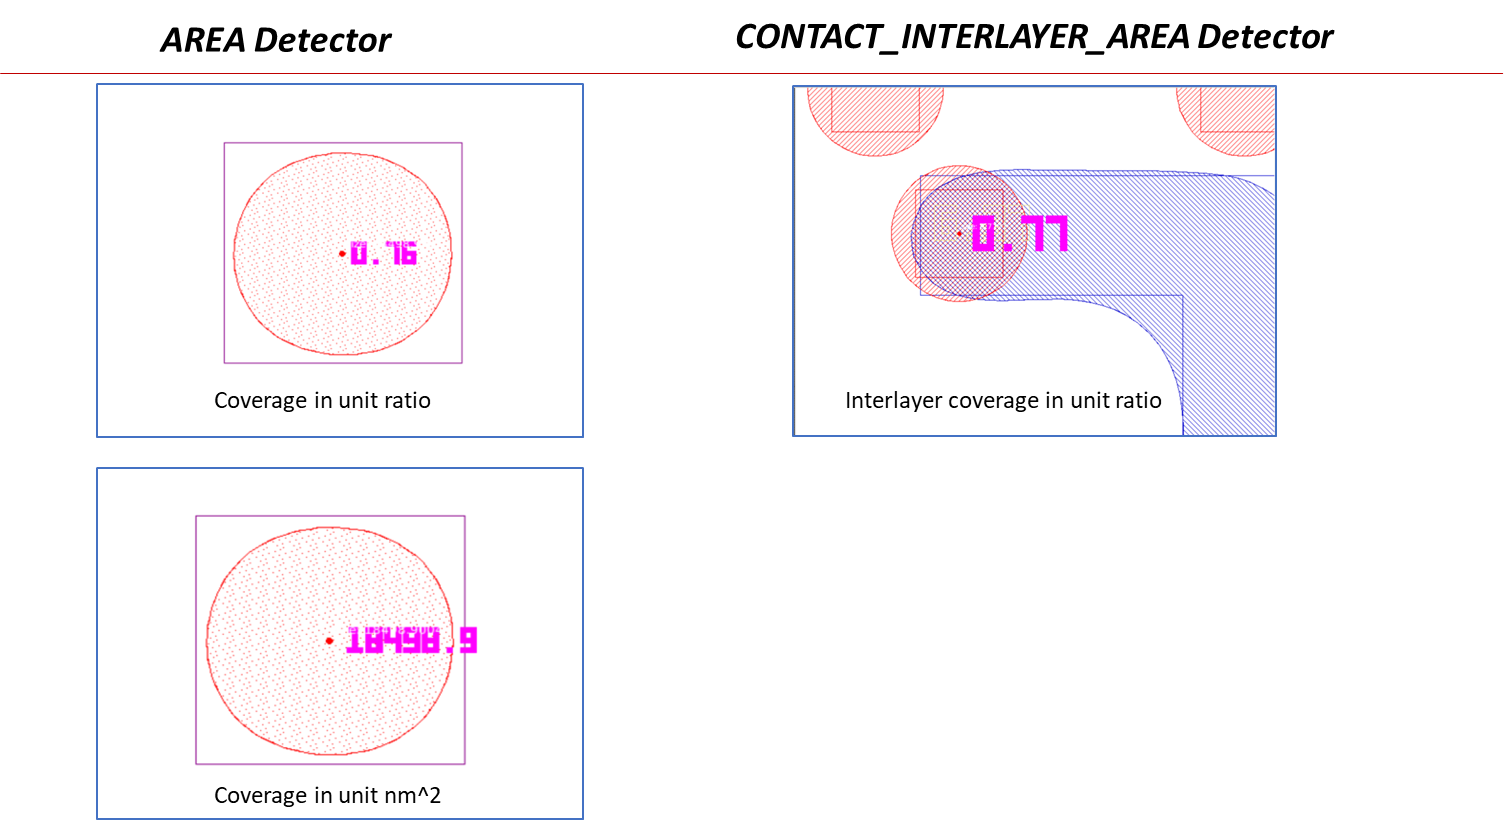 AREA Detector
CONTACT_INTERLAYER_AREA Detector
0.76
Coverage in unit ratio
0.77
Interlayer coverage in unit ratio
18498.9
Coverage in unit nm^2